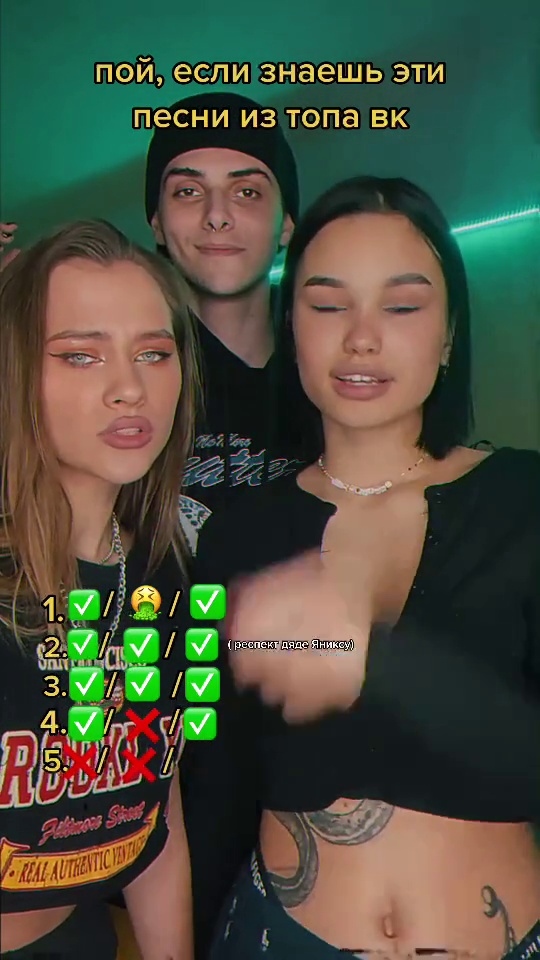 пой, если знаешь эти
песни из топа вк
1.✅/ 🤮 / ✅
2.✅/ ✅ / ✅ ( респект дяде Яниксу)
3.✅/ ✅ / ✅
4.✅/ ❌ / ✅
5.❌/ ❌ /
Fillmore Street
REAL AUTHENTIC VINTAGE